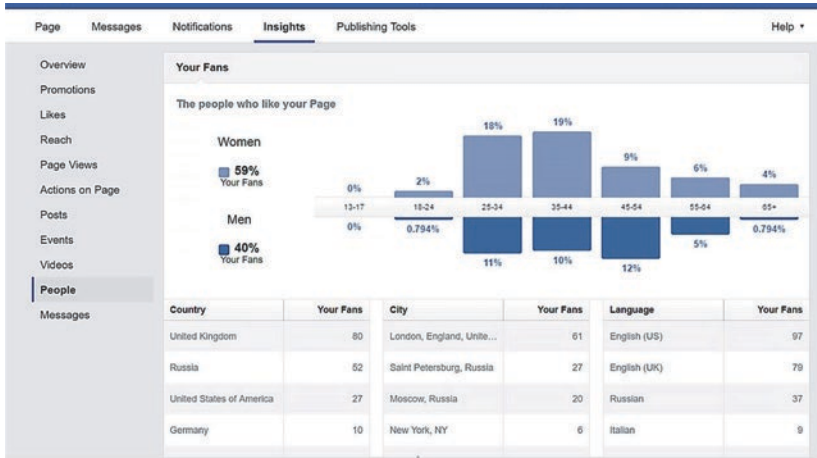 Page Messages Notifications Insights Publishing Tools Help
Overview
Promotions
Likes
Reach
Page Views
Actions on Page
Posts
Events
Videos
People
Messages
Your Fans
The people who like your Page
Women
59%
Your Fans
Men
40%
Your Fans
0% 2% 18% 19% 9% 6% 4%
13-17 18-24 25-34 35-44 45-54 55-64 65+
0% 0.794% 11% 10% 12% 5% 0.794%
Country Your Fans City Your Fans Language Your Fans
United Kingdom 80 London, England, Unite... 61 English (US) 97
Russia 52 Saint Petersburg, Russia 27 English (UK) 79
United States of America 27 Moscow, Russia 20 Russian 37
Germany 10 New York, NY 6 Italian 9